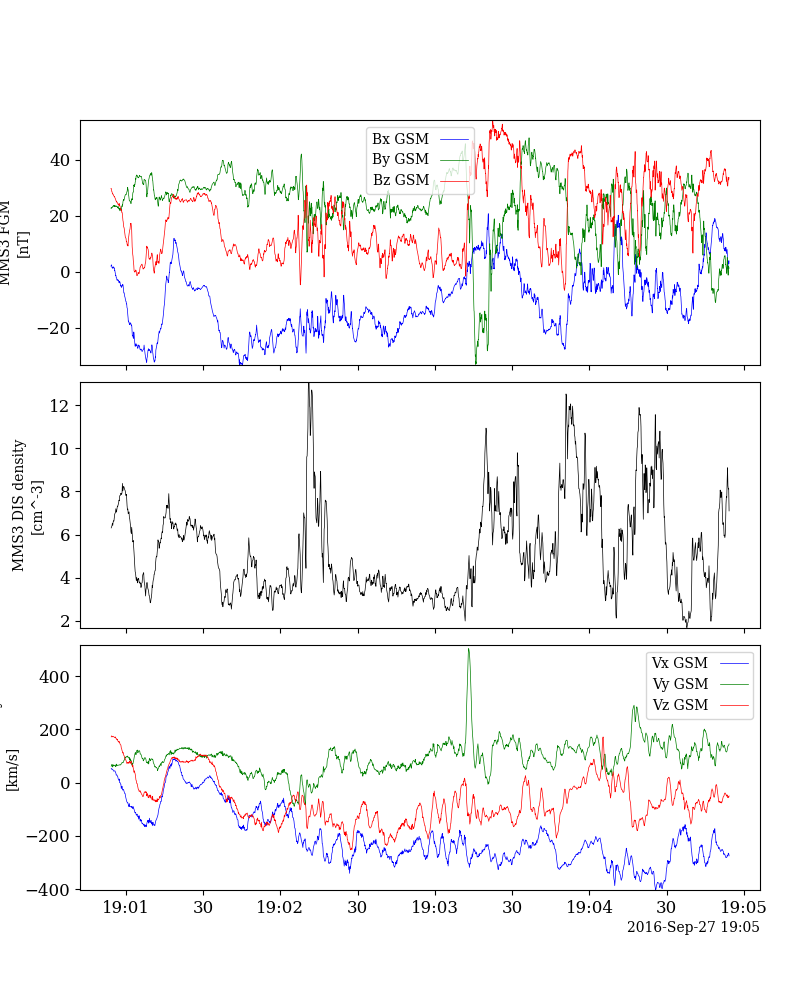 Bx GSM
By GSM
Bz GSM
40
20
0
−20
MMS3 FGM
[nT]
12
10
8
6
4
2
MMS3 DIS density
[cm^-3]
Vx GSM
Vy GSM
Vz GSM
400
200
0
−200
−400
[km/s]
19:01
30
19:02
30
19:03
30
19:04
30
19:05
2016-Sep-27 19:05